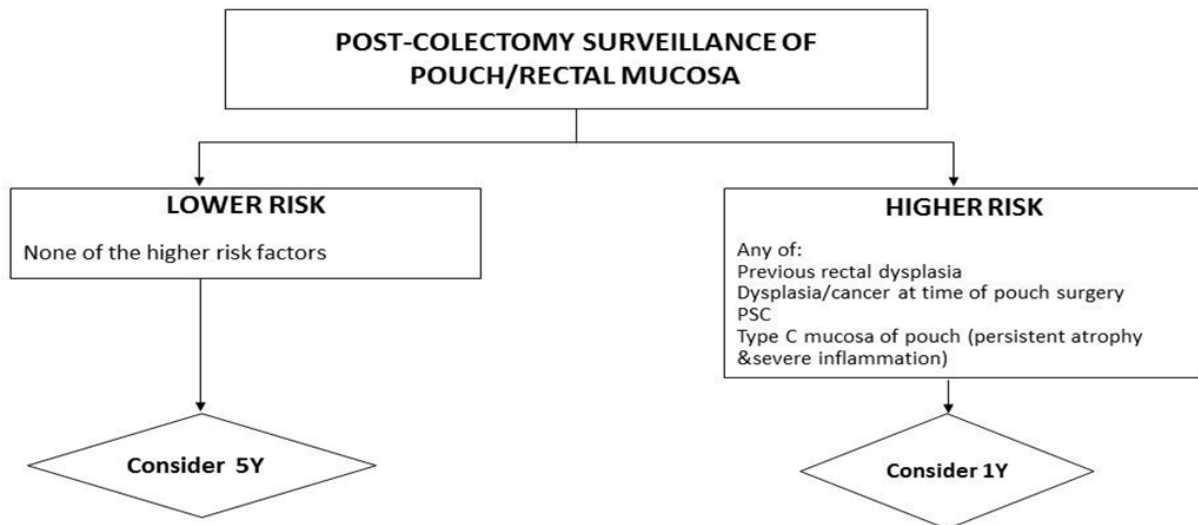 POST-COLECTOMY SURVEILLANCE OF
POUCH/RECTAL MUCOSA
LOWER RISK
None of the higher risk factors
HIGHER RISK
Any of:
Previous rectal dysplasia
Dysplasia/cancer at time of pouch surgery
PSC
Type C mucosa of pouch (persistent atrophy
&severe inflammation)
Consider 5Y
Consider 1Y